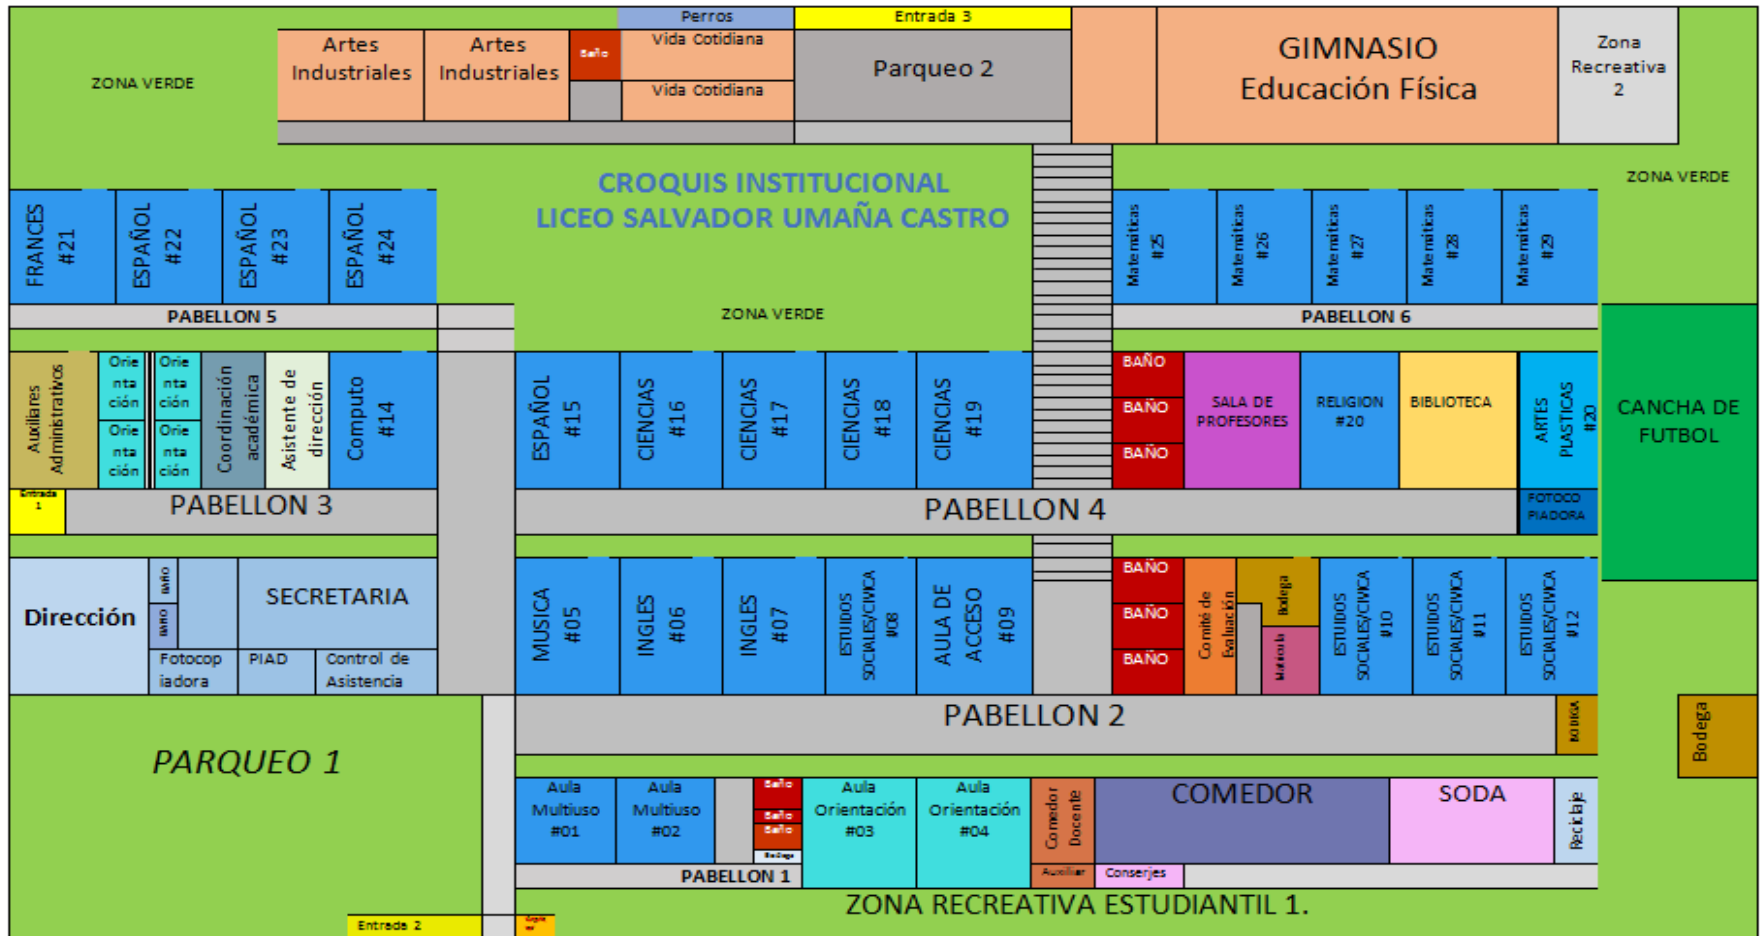 Perros
Entrada 3
Artes
Industriales
Artes
Industriales
Baño
Vida Cotidiana
Vida Cotidiana
Parqueo 2
GIMNASIO
Educación Física
Zona
Recreativa
2
ZONA VERDE
CROQUIS INSTITUCIONAL
LICEO SALVADOR UMAÑA CASTRO
ZONA VERDE
FRANCES
#21
ESPAÑOL
#22
ESPAÑOL
#23
ESPAÑOL
#24
Matemáticas
#25
Matemáticas
#26
Matemáticas
#27
Matemáticas
#28
Matemáticas
#29
PABELLON 5
ZONA VERDE
PABELLON 6
Auxiliares
Administrativos
Orie
nta
ción
Orie
nta
ción
Orie
nta
ción
Orie
nta
ción
Coordinación
académica
Asistente de
dirección
Computo
#14
ESPAÑOL
#15
CIENCIAS
#16
CIENCIAS
#17
CIENCIAS
#18
CIENCIAS
#19
BAÑO
BAÑO
BAÑO
SALA DE
PROFESORES
RELIGION
#20
BIBLIOTECA
ARTES
PLASTICAS
#20
CANCHA DE
FUTBOL
Entrada
1
PABELLON 3
PABELLON 4
FOTOCO
PIADORA
Dirección
BAÑO
BAÑO
SECRETARIA
Fotocop
iadora
PIAD
Control de
Asistencia
MUSICA
#05
INGLES
#06
INGLES
#07
ESTUIDOS
SOCIALES/CIVICA
#08
AULA DE
ACCESO
#09
BAÑO
BAÑO
BAÑO
Comité de
Evaluación
Bodega
Matricula
ESTUIDOS
SOCIALES/CIVICA
#10
ESTUIDOS
SOCIALES/CIVICA
#11
ESTUIDOS
SOCIALES/CIVICA
#12
PABELLON 2
BODEGA
Bodega
PARQUEO 1
Aula
Multiuso
#01
Aula
Multiuso
#02
Baño
Baño
Baño
Bodega
Aula
Orientación
#03
Aula
Orientación
#04
Comedor
Docente
COMEDOR
SODA
Reciclaje
PABELLON 1
Auxiliar
Conserjes
ZONA RECREATIVA ESTUDIANTIL 1.
Entrada 2